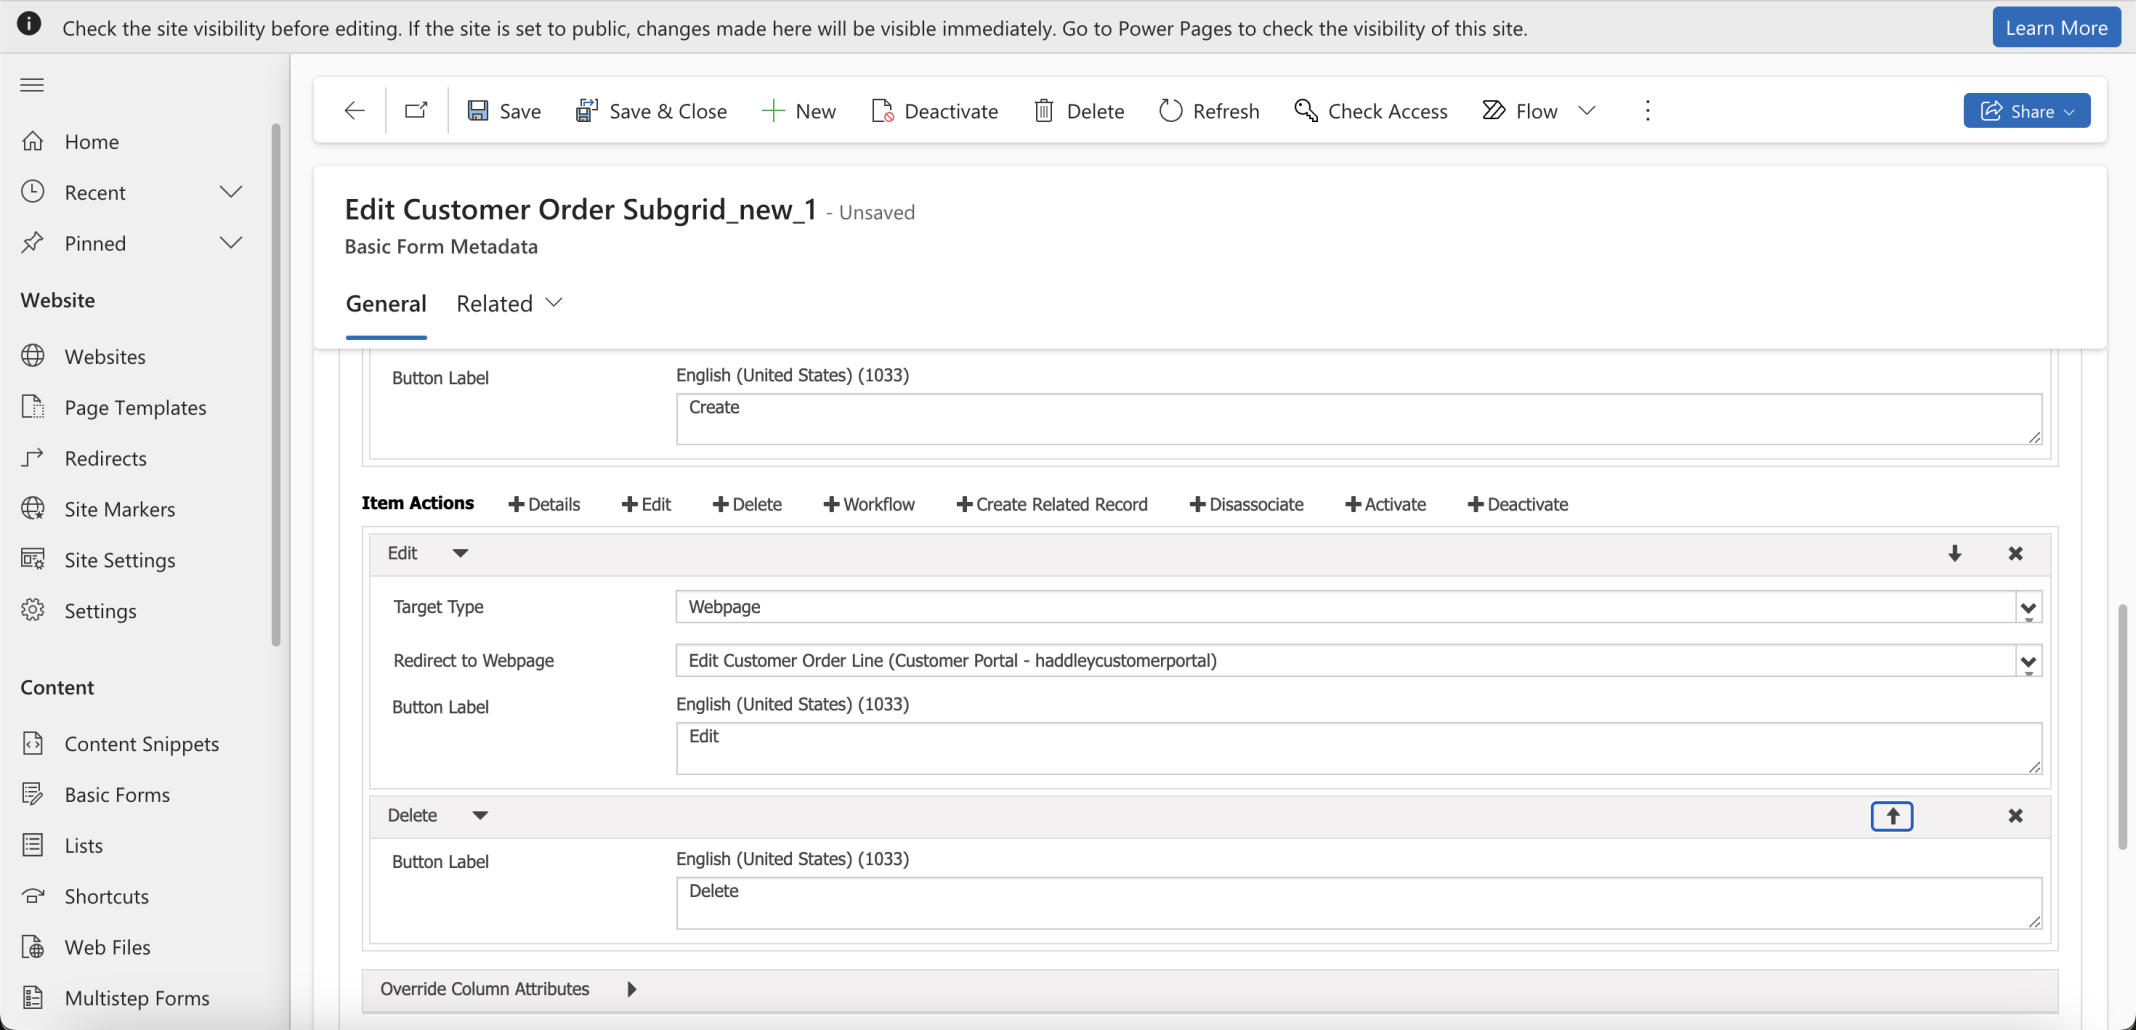 Check the site visibility before editing. If the site is set to public, changes made here will be visible immediately. Go to Power Pages to check the visibility of this site.
Learn More
Save
Save & Close
New
Deactivate
Delete
Refresh
Check Access
Flow
Share
Home
Recent
Pinned
Website
Websites
Page Templates
Redirects
Site Markers
Site Settings
Settings
Content
Content Snippets
Basic Forms
Lists
Shortcuts
Web Files
Multistep Forms
Edit Customer Order Subgrid_new_1 - Unsaved
Basic Form Metadata
General Related
Button Label English (United States) (1033)
Create
Item Actions Details Edit Delete Workflow Create Related Record Disassociate Activate Deactivate
Edit
Target Type Webpage
Redirect to Webpage Edit Customer Order Line (Customer Portal - haddleycustomerportal)
Button Label English (United States) (1033)
Edit
Delete
Button Label English (United States) (1033)
Delete
Override Column Attributes